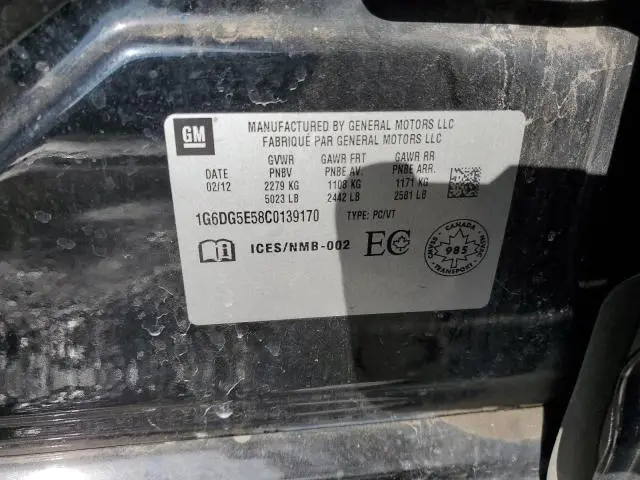 GM
MANUFACTURED BY GENERAL MOTORS LLC
FABRIQUÉ PAR GENERAL MOTORS LLC
GVWR GAWR FRT GAWR RR
DATE PNBV PNBE AV. PNBE ARR.
02/12 2279 KG 1108 KG 1171 KG
5023 LB 2442 LB 2581 LB
1G6DG5E58C0139170 TYPE: PC/VT
ICES/NMB-002 EC
CANADA
CMVSS 985 NSVAC
TRANSPORT